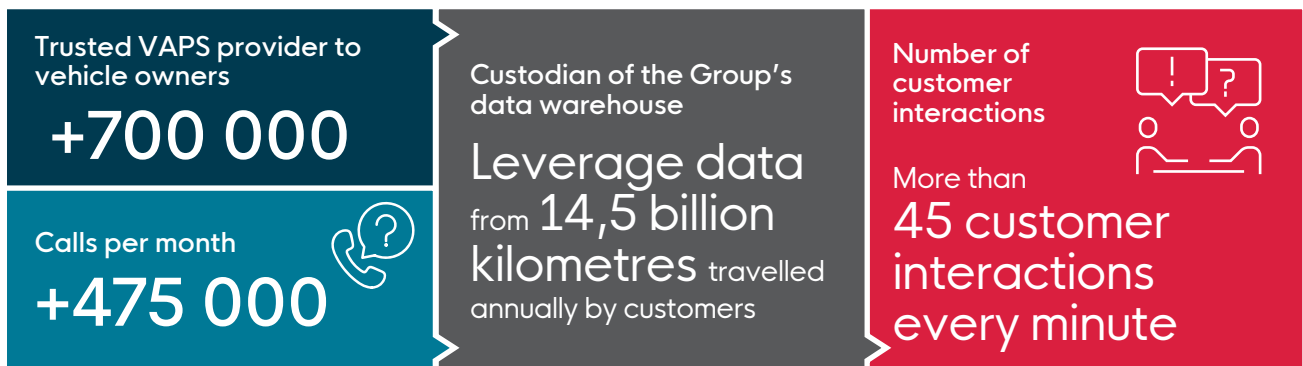 Trusted VAPS provider to
vehicle owners
+700 000
Calls per month
+475 000
?
Custodian of the Group's
data warehouse
Leverage data
from 14,5 billion
kilometres travelled
annually by customers
Number of
customer
interactions
! ?
More than
45 customer
interactions
every minute